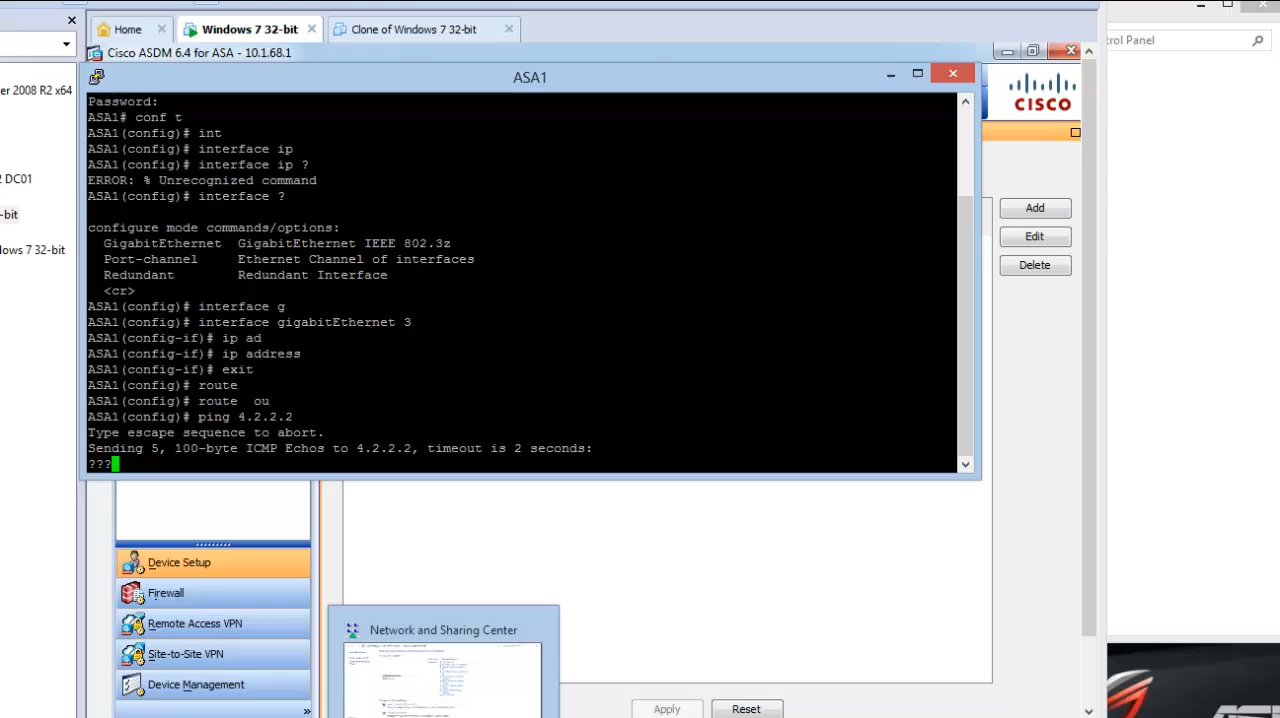 Home
Windows 7 32-bit
Clone of Windows 7 32-bit
Cisco ASDM 6.4 for ASA - 10.1.68.1
trol Panel
ASA1
CISCO
er 2008 R2 x64
2 DC01
-bit
lows 7 32-bit
Password:
ASA1# conf t
ASA1(config)# int
ASA1(config)# interface ip
ASA1(config)# interface ip ?
ERROR: % Unrecognized command
ASA1(config)# interface ?
configure mode commands/options:
GigabitEthernet  GigabitEthernet IEEE 802.3z
Port-channel     Ethernet Channel of interfaces
Redundant        Redundant Interface
<cr>
ASA1(config)# interface g
ASA1(config)# interface gigabitEthernet 3
ASA1(config-if)# ip ad
ASA1(config-if)# ip address
ASA1(config-if)# exit
ASA1(config)# route
ASA1(config)# route  ou
ASA1(config)# ping 4.2.2.2
Type escape sequence to abort.
Sending 5, 100-byte ICMP Echos to 4.2.2.2, timeout is 2 seconds:
???
Add
Edit
Delete
Device Setup
Firewall
Remote Access VPN
-to-Site VPN
Device Management
Network and Sharing Center
Apply
Reset